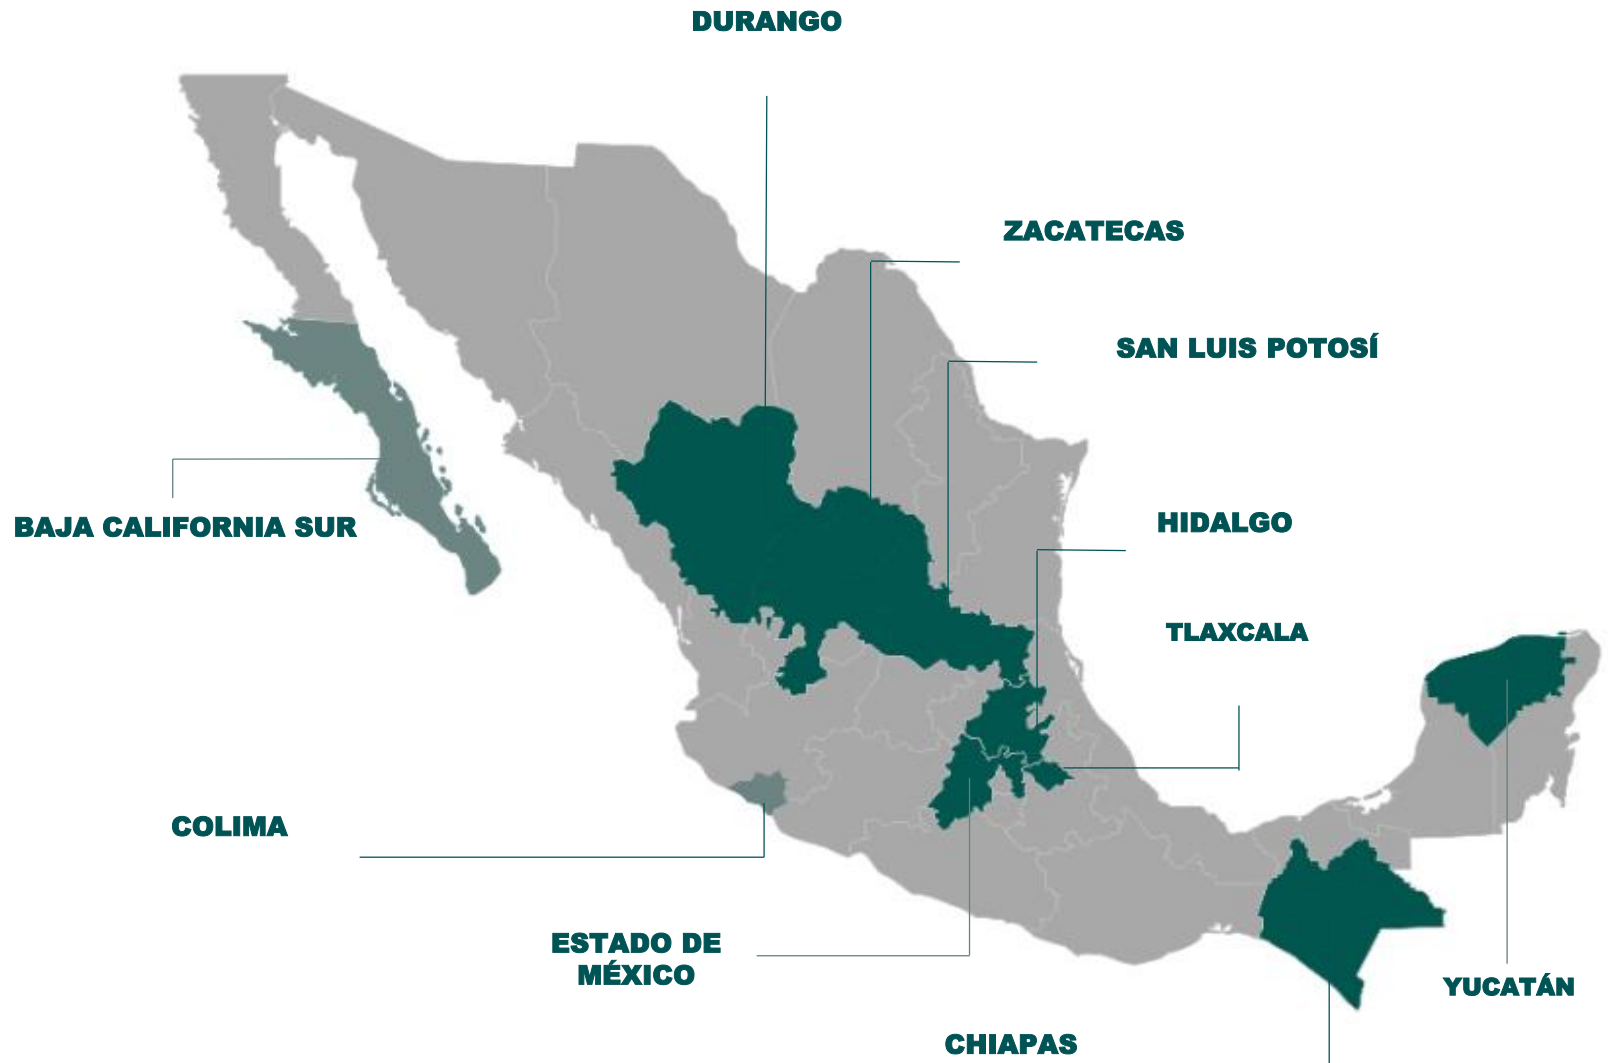 DURANGO
ZACATECAS
SAN LUIS POTOSÍ
HIDALGO
BAJA CALIFORNIA SUR
TLAXCALA
COLIMA
ESTADO DE
MÉXICO
YUCATÁN
CHIAPAS